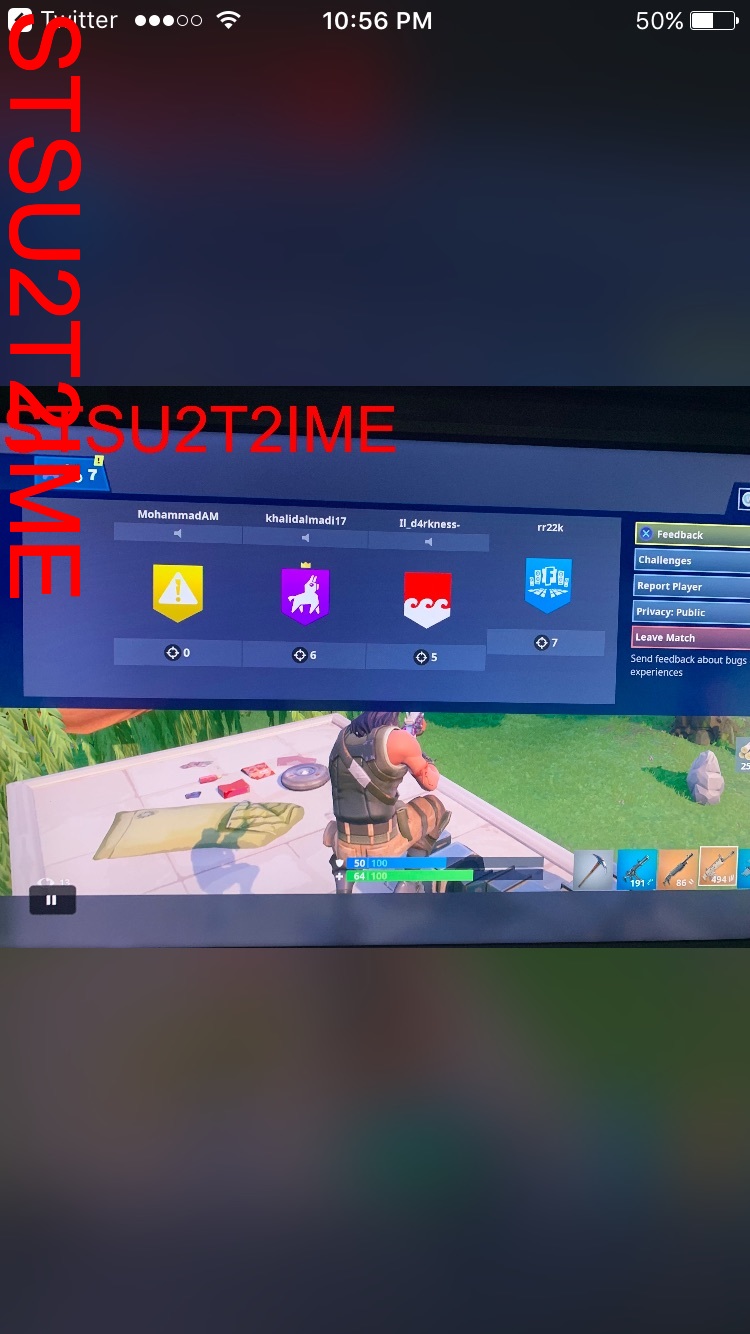 Twitter
10:56 PM
50%
STSU2T2IME
STSU2T2IME
7
MohammadAM
khalidalmadi17
Il_d4rkness-
rr22k
0
6
5
7
Feedback
Challenges
Report Player
Privacy: Public
Leave Match
Send feedback about bugs
experiences
50 100
64 100
191
86
494